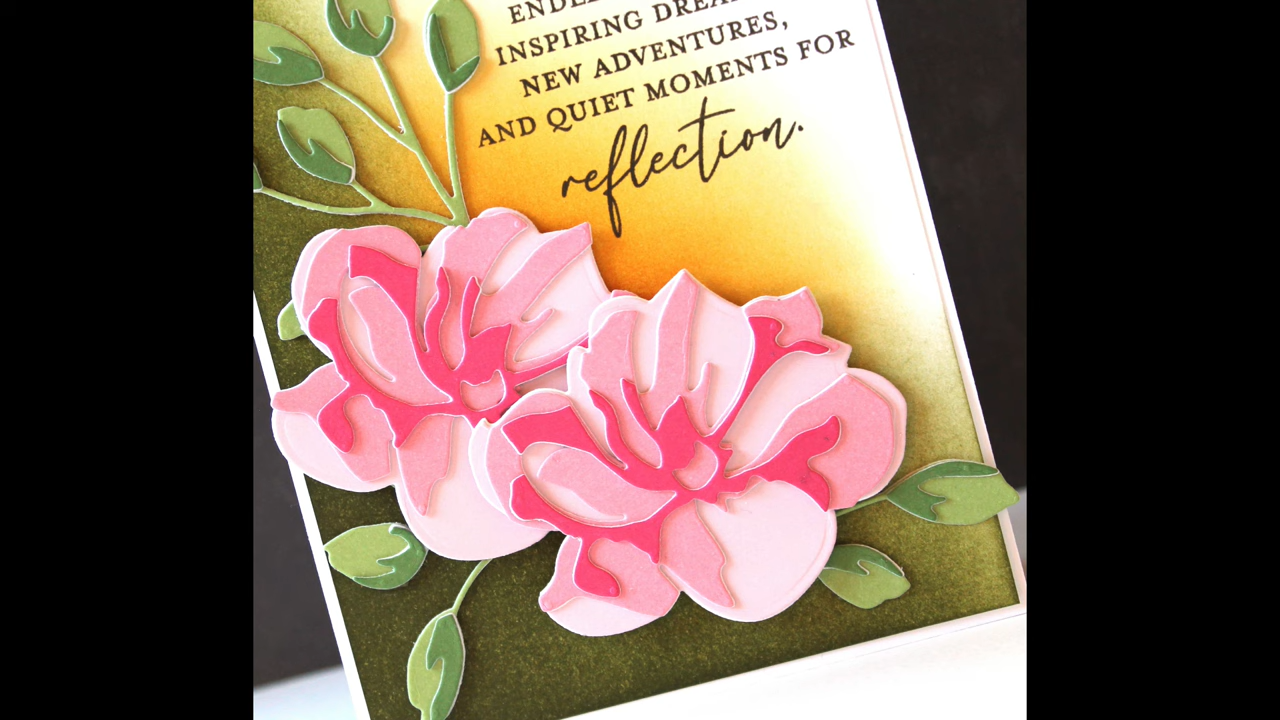 INSPIRING
NEW ADVENTURES,
AND QUIET MOMENTS FOR
reflection.